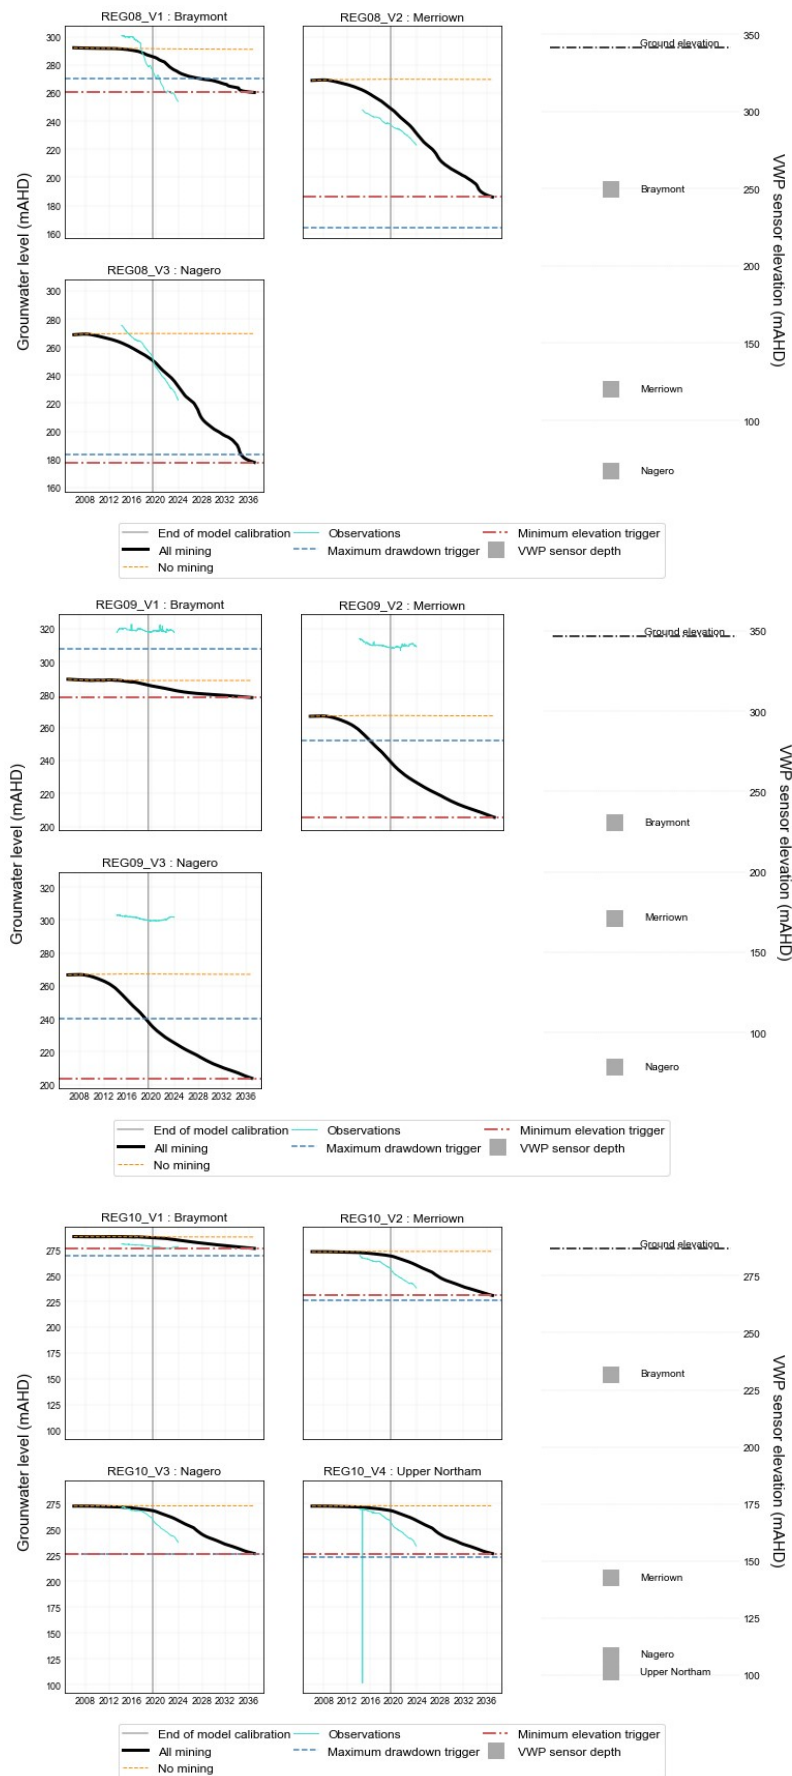 REG08_V1 : Braymont
REG08_V2 : Merriown
300
280
260
240
220
200
180
160
Ground elevation
350
300
250
200
150
100
Braymont
Merriown
Nagero
VWP sensor elevation (mAHD)
Grounwater level (mAHD)
REG08_V3 : Nagero
300
280
260
240
220
200
180
160
2008 2012 2016 2020 2024 2028 2032 2036
End of model calibration Observations Minimum elevation trigger
All mining Maximum drawdown trigger VWP sensor depth
No mining
REG09_V1 : Braymont
REG09_V2 : Merriown
320
300
280
260
240
220
200
Ground elevation
350
300
250
200
150
100
Braymont
Merriown
Nagero
VWP sensor elevation (mAHD)
Grounwater level (mAHD)
REG09_V3 : Nagero
320
300
280
260
240
220
200
2008 2012 2016 2020 2024 2028 2032 2036
End of model calibration Observations Minimum elevation trigger
All mining Maximum drawdown trigger VWP sensor depth
No mining
REG10_V1 : Braymont
REG10_V2 : Merriown
275
250
225
200
175
150
125
100
Ground elevation
275
250
225
200
175
150
125
100
Braymont
Merriown
Nagero
Upper Northam
VWP sensor elevation (mAHD)
Grounwater level (mAHD)
REG10_V3 : Nagero
REG10_V4 : Upper Northam
275
250
225
200
175
150
125
100
2008 2012 2016 2020 2024 2028 2032 2036
2008 2012 2016 2020 2024 2028 2032 2036
End of model calibration Observations Minimum elevation trigger
All mining Maximum drawdown trigger VWP sensor depth
No mining